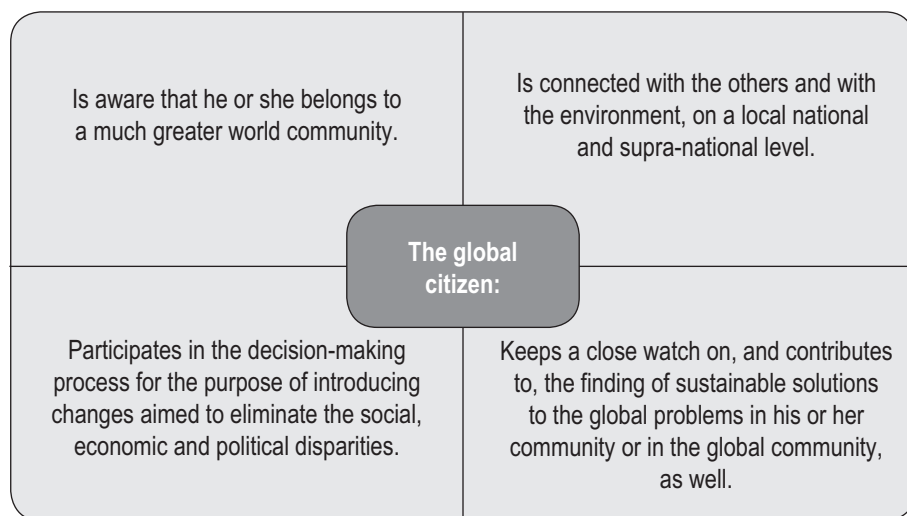 Is aware that he or she belongs to
a much greater world community.
Is connected with the others and with
the environment, on a local national
and supra-national level.
The global
citizen:
Participates in the decision-making
process for the purpose of introducing
changes aimed to eliminate the social,
economic and political disparities.
Keeps a close watch on, and contributes
to, the finding of sustainable solutions
to the global problems in his or her
community or in the global community,
as well.